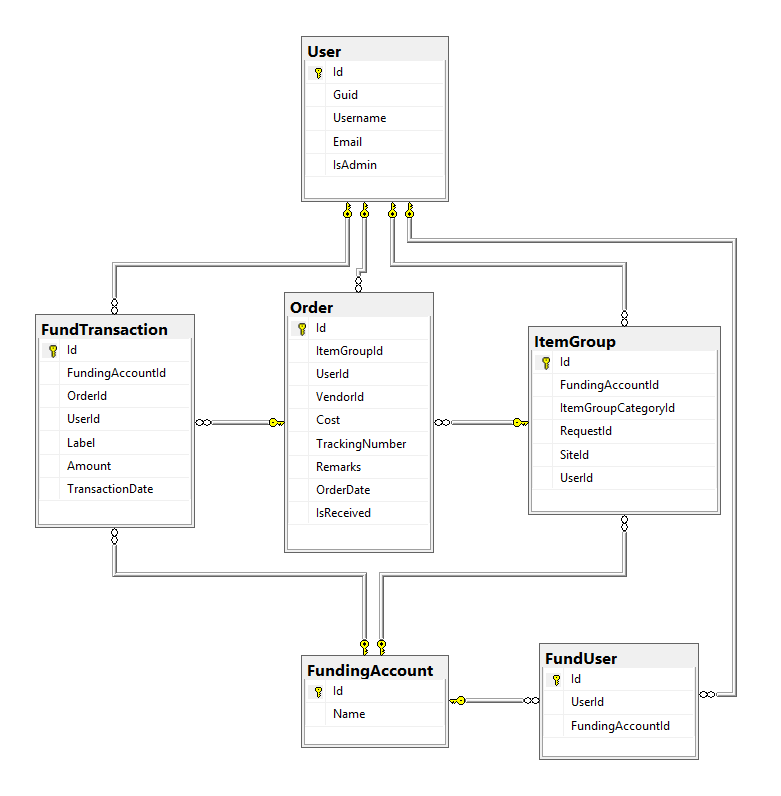 User
Id
Guid
Username
Email
IsAdmin
FundTransaction
Id
FundingAccountId
OrderId
UserId
Label
Amount
TransactionDate
Order
Id
ItemGroupId
UserId
VendorId
Cost
TrackingNumber
Remarks
OrderDate
IsReceived
ItemGroup
Id
FundingAccountId
ItemGroupCategoryId
RequestId
SiteId
UserId
FundingAccount
Id
Name
FundUser
Id
UserId
FundingAccountId